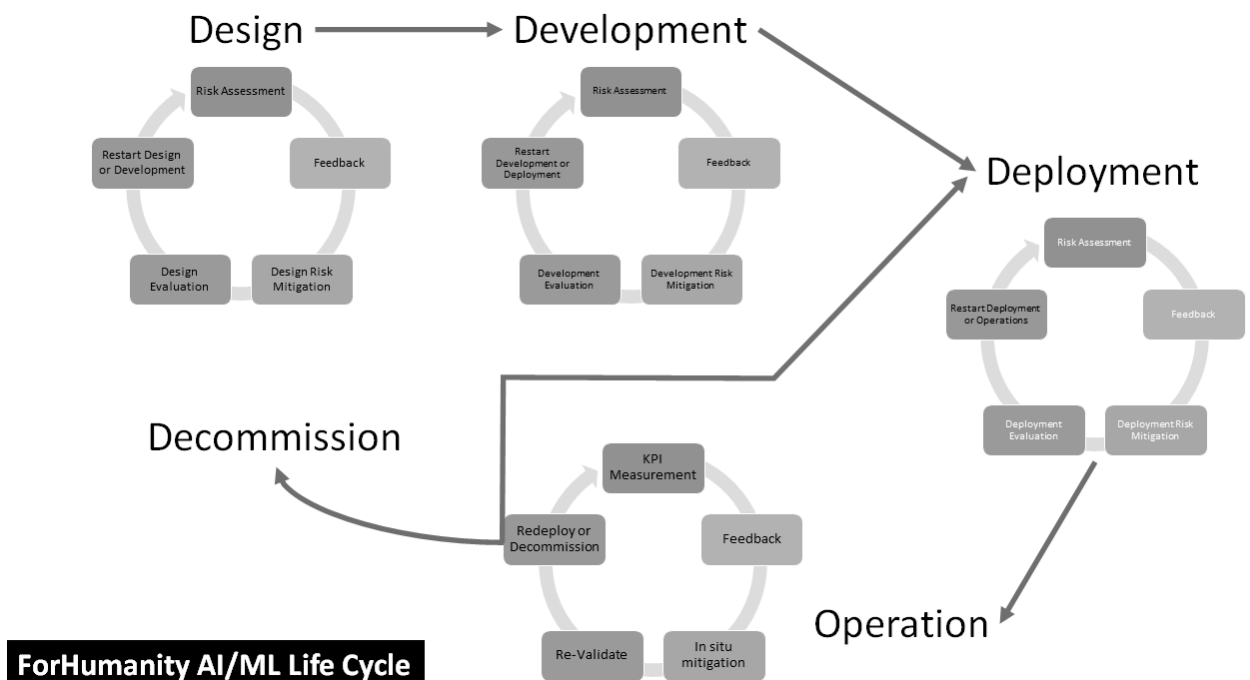 Design
Development
Risk Assessment
Feedback
Design Risk
Mitigation
Design
Evaluation
Restart Design
or Development
Risk Assessment
Feedback
Development Risk
Mitigation
Development
Evaluation
Restart
Development or
Deployment
Deployment
Risk Assessment
Feedback
Deployment Risk
Mitigation
Deployment
Evaluation
Restart Deployment
or Operations
Decommission
KPI
Measurement
Feedback
In situ
mitigation
Re-Validate
Redeploy or
Decommission
Operation
ForHumanity AI/ML Life Cycle